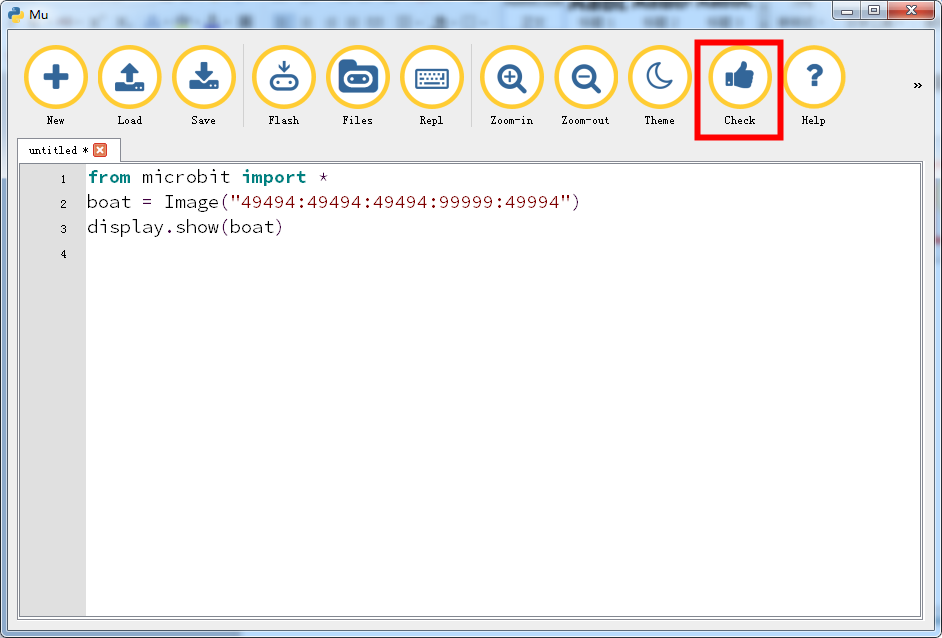 Mu
New Load Save Flash Files Repl Zoom-in Zoom-out Theme Check Help
untitled *
1 from microbit import *
2 boat = Image("49494:49494:49494:99999:49994")
3 display.show(boat)
4